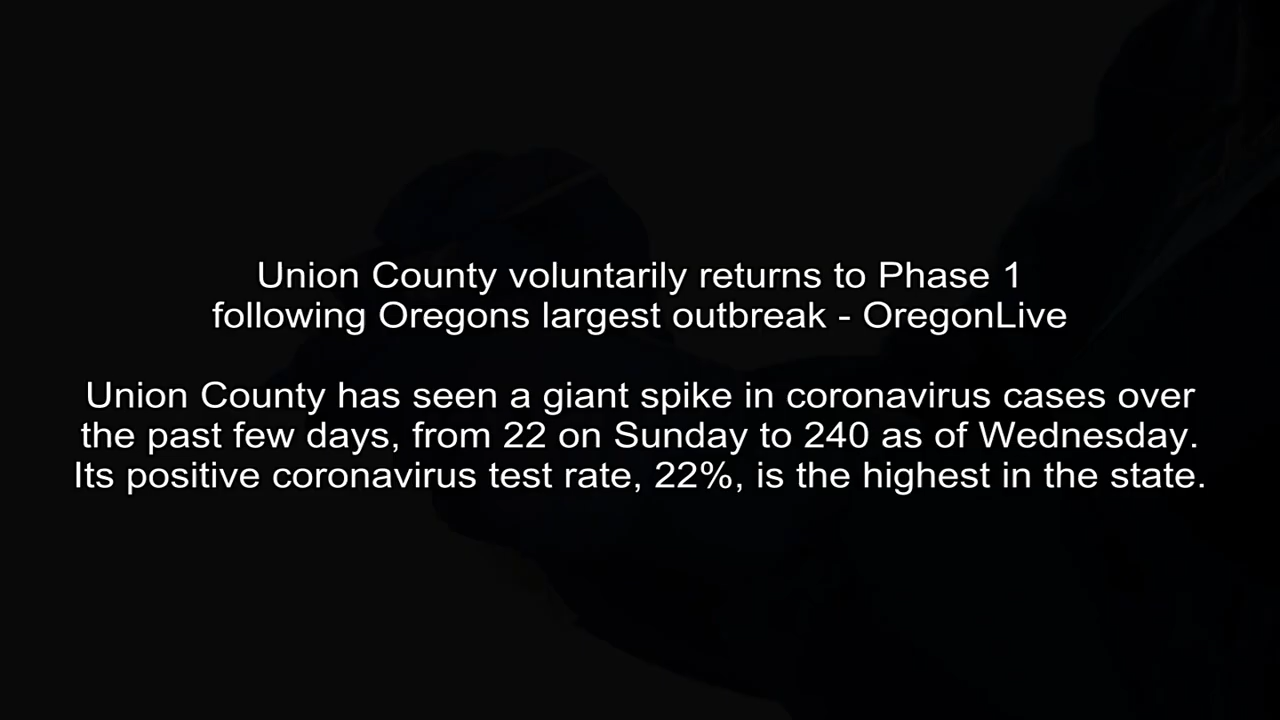 Union County voluntarily returns to Phase 1
following Oregons largest outbreak - OregonLive
Union County has seen a giant spike in coronavirus cases over
the past few days, from 22 on Sunday to 240 as of Wednesday.
Its positive coronavirus test rate, 22%, is the highest in the state.